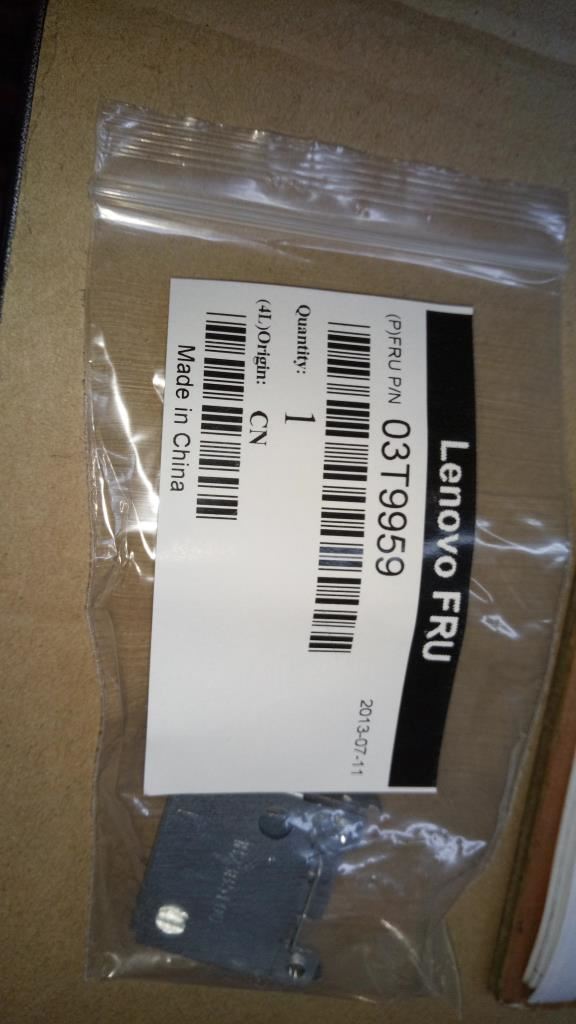 Lenovo FRU
(P)FRU P/N 03T9959
2013-07-11
Quantity: 1
(4L)Origin: CN
Made in China